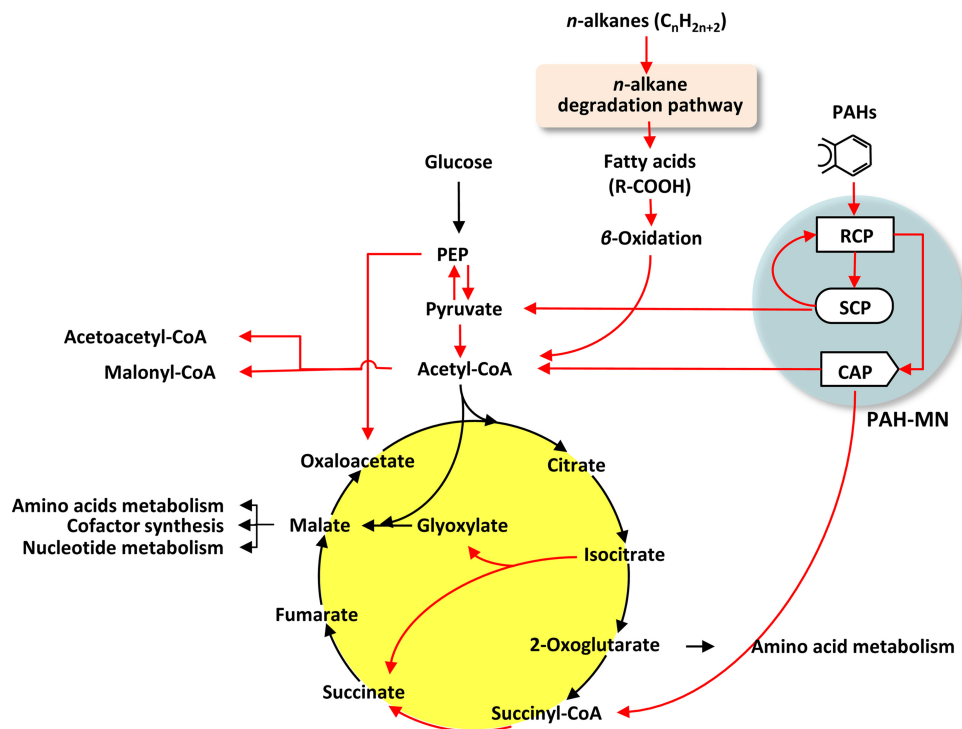 n-alkanes (CnH2n+2)
n-alkane
degradation pathway
PAHs
Glucose
Fatty acids
(R-COOH)
RCP
β-Oxidation
PEP
SCP
Pyruvate
Acetoacetyl-CoA
Malonyl-CoA
Acetyl-CoA
CAP
PAH-MN
Oxaloacetate
Citrate
Amino acids metabolism
Cofactor synthesis
Nucleotide metabolism
Malate
Glyoxylate
Isocitrate
Fumarate
2-Oxoglutarate
Amino acid metabolism
Succinate
Succinyl-CoA